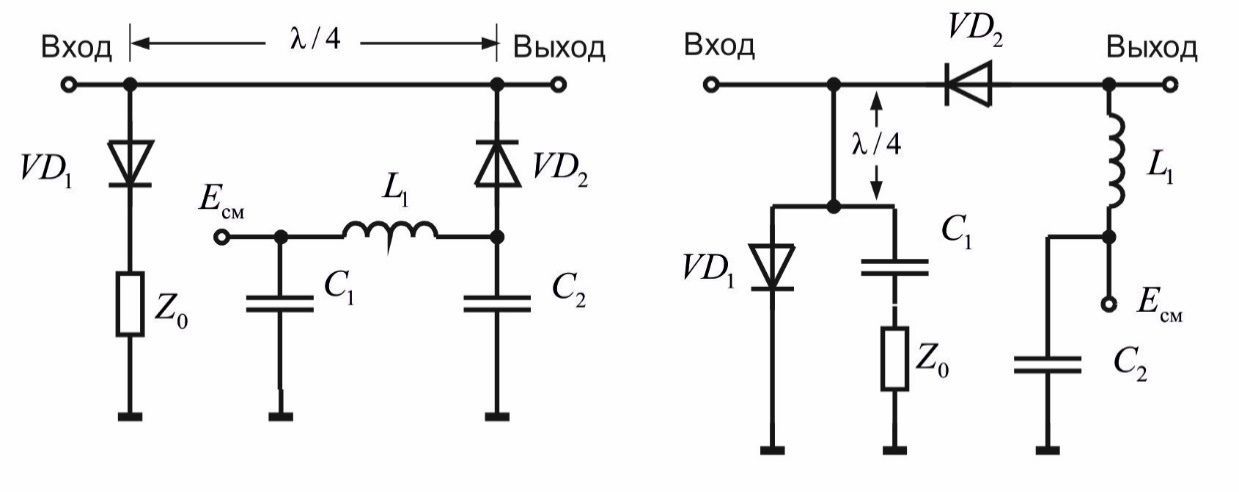 Вход
λ/4
Выход
VD₁
VD₂
Eсм
L₁
C₁
C₂
Z₀
Вход
VD₂
Выход
λ/4
L₁
VD₁
C₁
Eсм
Z₀
C₂